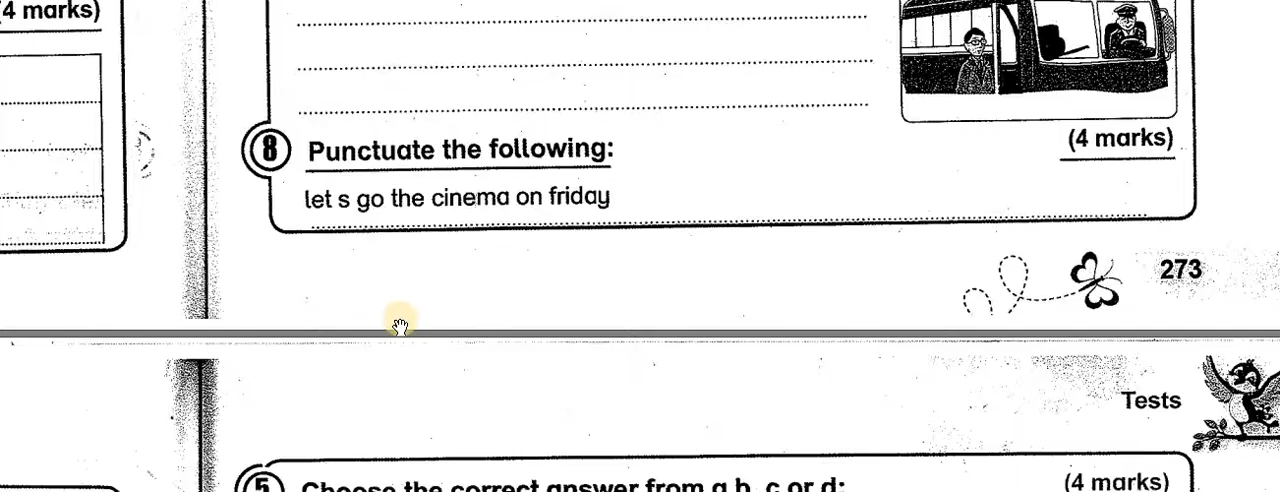 4 marks)
8 Punctuate the following:
(4 marks)
let s go the cinema on friday
273
Tests
5 Choose the correct answer from a b, c or d:
(4 marks)